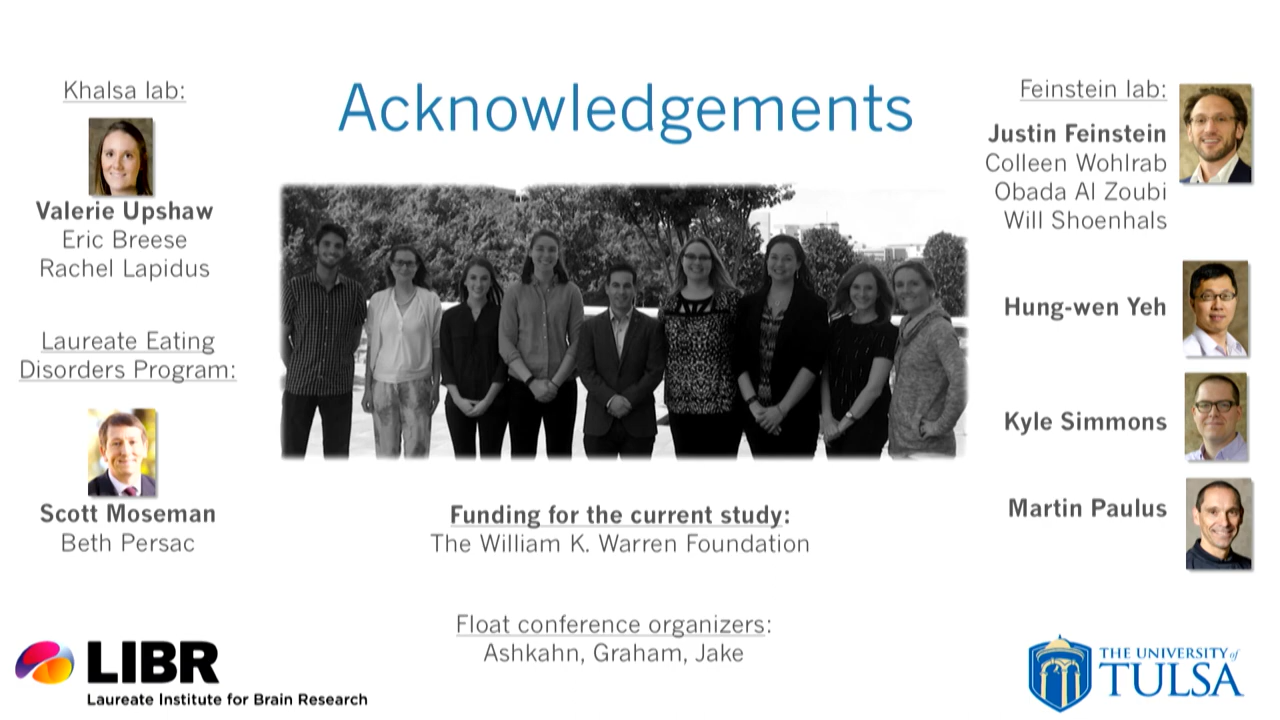 Acknowledgements
Khalsa lab:
Valerie Upshaw
Eric Breese
Rachel Lapidus
Laureate Eating
Disorders Program:
Scott Moseman
Beth Persac
Funding for the current study:
The William K. Warren Foundation
Float conference organizers:
Ashkahn, Graham, Jake
Feinstein lab:
Justin Feinstein
Colleen Wohlrab
Obada Al Zoubi
Will Shoenhals
Hung-wen Yeh
Kyle Simmons
Martin Paulus
LIBR
Laureate Institute for Brain Research
THE UNIVERSITY of
TULSA